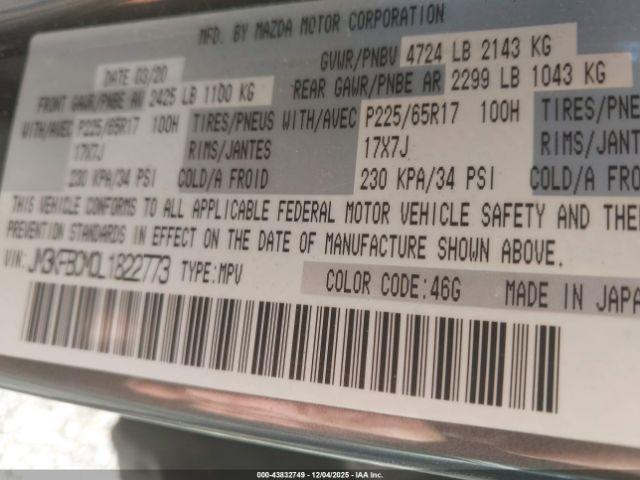 MFD. BY MAZDA MOTOR CORPORATION
DATE 03/20 GVWR/PNBV 4724 LB 2143 KG
FRONT GAWR/PNBE AV 2425 LB 1100 KG REAR GAWR/PNBE AR 2299 LB 1043 KG
WITH/AVEC P225/65R17 100H TIRES/PNEUS WITH/AVEC P225/65R17 100H TIRES/PNEUS
17X7J RIMS/JANTES 17X7J RIMS/JANTES
230 KPA/34 PSI COLD/A FROID 230 KPA/34 PSI COLD/A FROID
THIS VEHICLE CONFORMS TO ALL APPLICABLE FEDERAL MOTOR VEHICLE SAFETY AND THEF
PREVENTION STANDARDS IN EFFECT ON THE DATE OF MANUFACTURE SHOWN ABOVE.
VIN: JM3KFBCM0L1822773 TYPE:MPV COLOR CODE:46G MADE IN JAPA
000-43832749 - 12/04/2025 - IAA Inc.